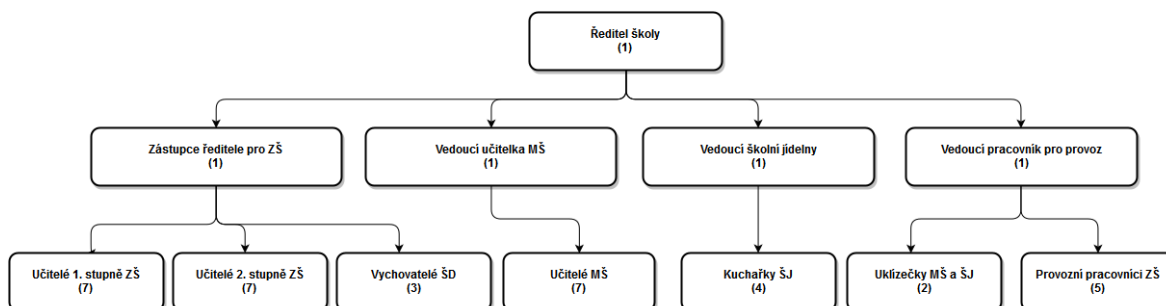 Ředitel školy
(1)
Zástupce ředitele pro ZŠ
(1)
Vedoucí učitelka MŠ
(1)
Vedoucí školní jídelny
(1)
Vedoucí pracovník pro provoz
(1)
Učitelé 1. stupně ZŠ
(7)
Učitelé 2. stupně ZŠ
(7)
Vychovatelé ŠD
(3)
Učitelé MŠ
(7)
Kuchařky ŠJ
(4)
Uklízečky MŠ a ŠJ
(2)
Provozní pracovníci ZŠ
(5)